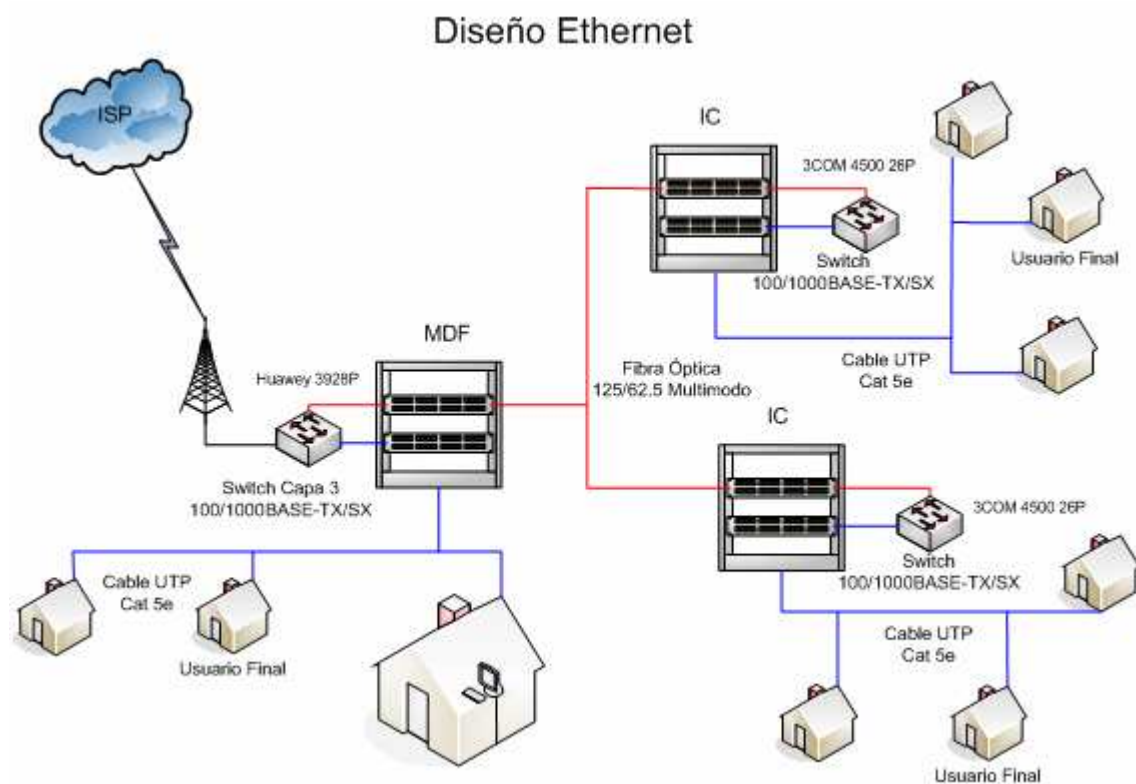 Diseño Ethernet
ISP
IC
3COM 4500 26P
Switch
100/1000BASE-TX/SX
Usuario Final
Cable UTP
Cat 5e
MDF
Huawey 3928P
Fibra Óptica
125/62.5 Multimodo
Switch Capa 3
100/1000BASE-TX/SX
IC
3COM 4500 26P
Switch
100/1000BASE-TX/SX
Cable UTP
Cat 5e
Usuario Final
Cable UTP
Cat 5e
Usuario Final